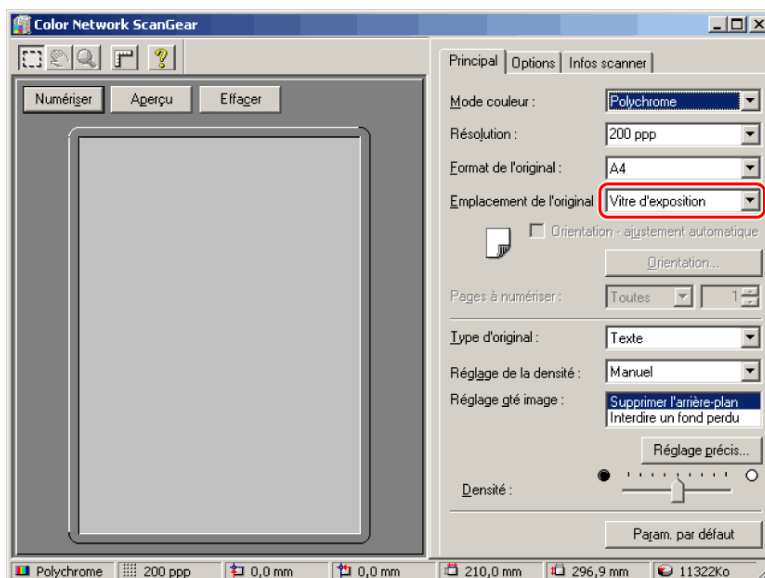 Color Network ScanGear
Numériser Aperçu Effacer
Principal Options Infos scanner
Mode couleur : Polychrome
Résolution : 200 ppp
Format de l'original : A4
Emplacement de l'original Vitre d'exposition
Orientation - ajustement automatique
Orientation...
Pages à numériser : Toutes 1
Type d'original : Texte
Réglage de la densité : Manuel
Réglage qté image : Supprimer l'arrière-plan
Interdire un fond perdu
Réglage précis...
Densité :
Param. par défaut
Polychrome 200 ppp 0,0 mm 0,0 mm 210,0 mm 296,9 mm 11322Ko